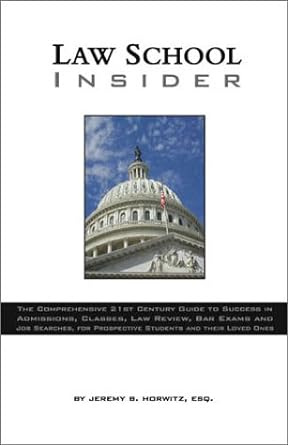 LAW SCHOOL
INSIDER
THE COMPREHENSIVE 21ST CENTURY GUIDE TO SUCCESS IN
ADMISSIONS, CLASSES, LAW REVIEW, BAR EXAMS AND
JOB SEARCHES, FOR PROSPECTIVE STUDENTS AND THEIR LOVED ONES
BY JEREMY B. HORWITZ, ESQ.